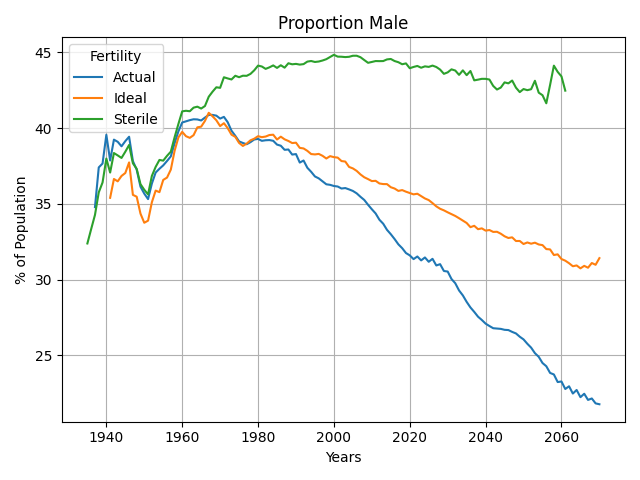 Proportion Male
Fertility
Actual
Ideal
Sterile
% of Population
45
40
35
30
25
1940 1960 1980 2000 2020 2040 2060
Years